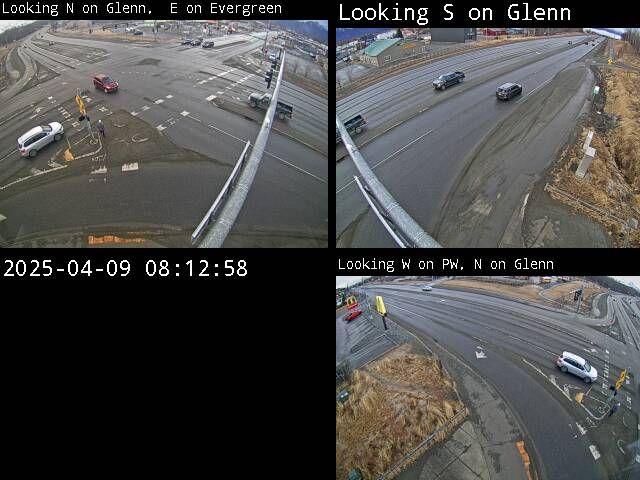 Looking N on Glenn, E on Evergreen
Looking S on Glenn
2025-04-09 08:12:58
Looking W on PW, N on Glenn